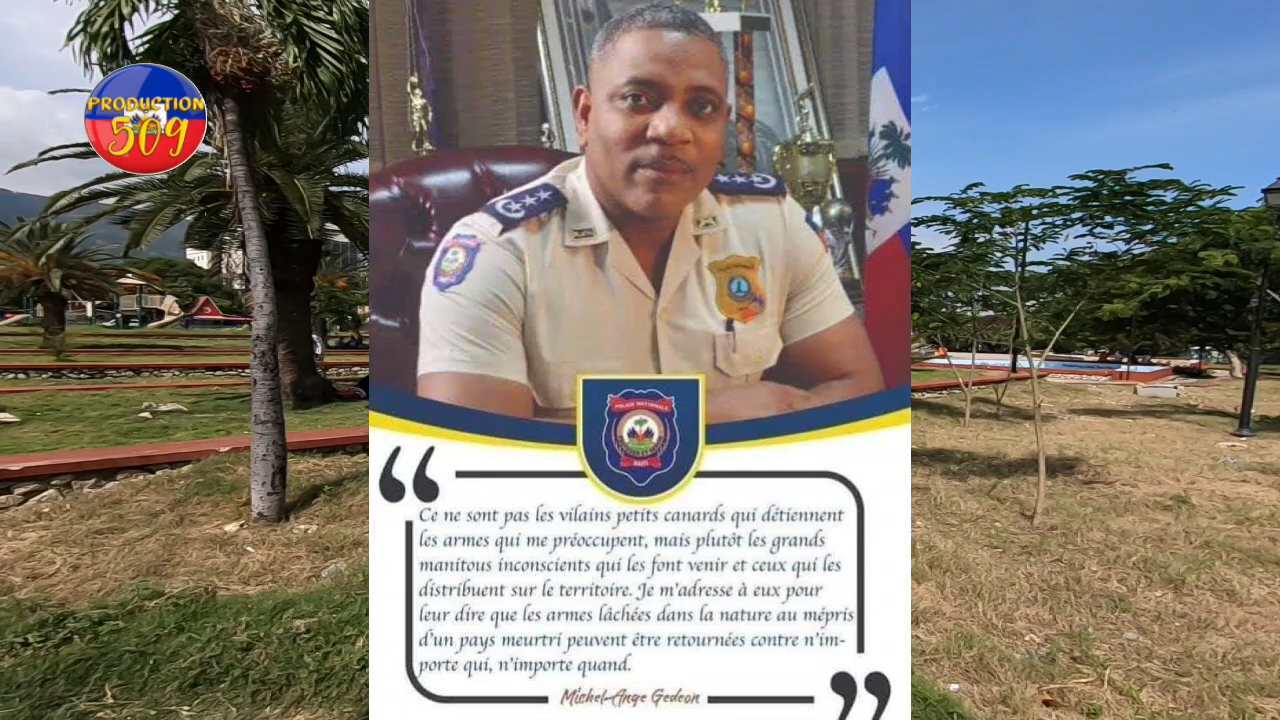 PRODUCTION
509
POLICE NATIONALE
HAITI
Ce ne sont pas les vilains petits canards qui détiennent
les armes qui me préoccupent, mais plutôt les grands
manitous inconscients qui les font venir et ceux qui les
distribuent sur le territoire. Je m'adresse à eux pour
leur dire que les armes lâchées dans la nature au mépris
d'un pays meurtri peuvent être retournées contre n'im-
porte qui, n'importe quand.
Michel-Ange Gedeon